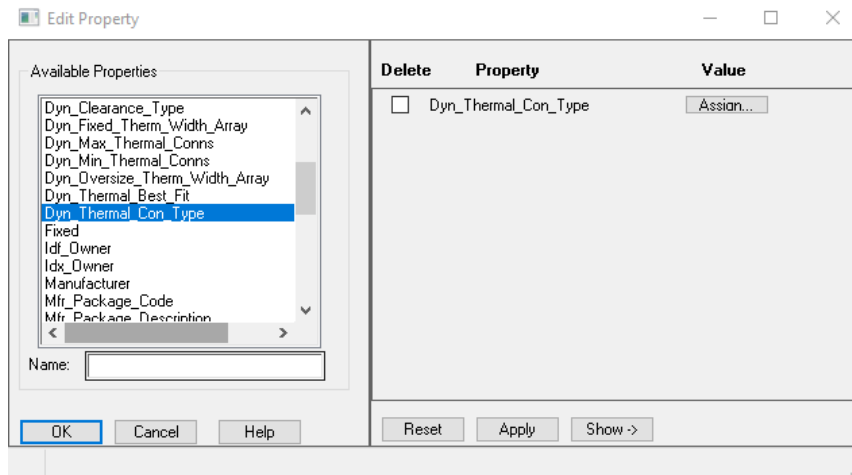 Edit Property
Available Properties
Dyn_Clearance_Type
Dyn_Fixed_Therm_Width_Array
Dyn_Max_Thermal_Conns
Dyn_Min_Thermal_Conns
Dyn_Oversize_Therm_Width_Array
Dyn_Thermal_Best_Fit
Dyn_Thermal_Con_Type
Fixed
Idf_Owner
Idx_Owner
Manufacturer
Mfr_Package_Code
Mfr_Package_Description
Name:
OK Cancel Help
Delete Property Value
Dyn_Thermal_Con_Type Assign...
Reset Apply Show ->